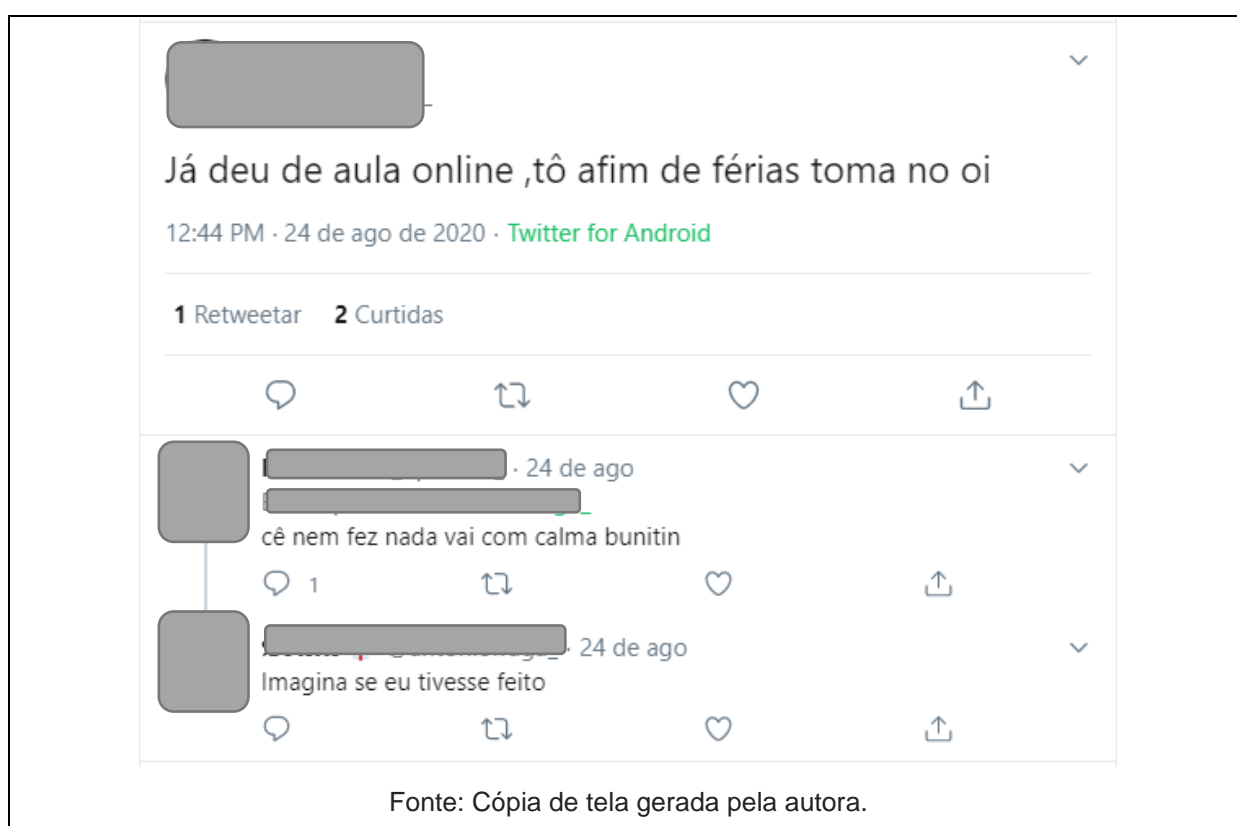 Já deu de aula online ,tô afim de férias toma no oi
12:44 PM · 24 de ago de 2020 · Twitter for Android
1 Retweetar 2 Curtidas
· 24 de ago
cê nem fez nada vai com calma bunitin
1
· 24 de ago
Imagina se eu tivesse feito
Fonte: Cópia de tela gerada pela autora.